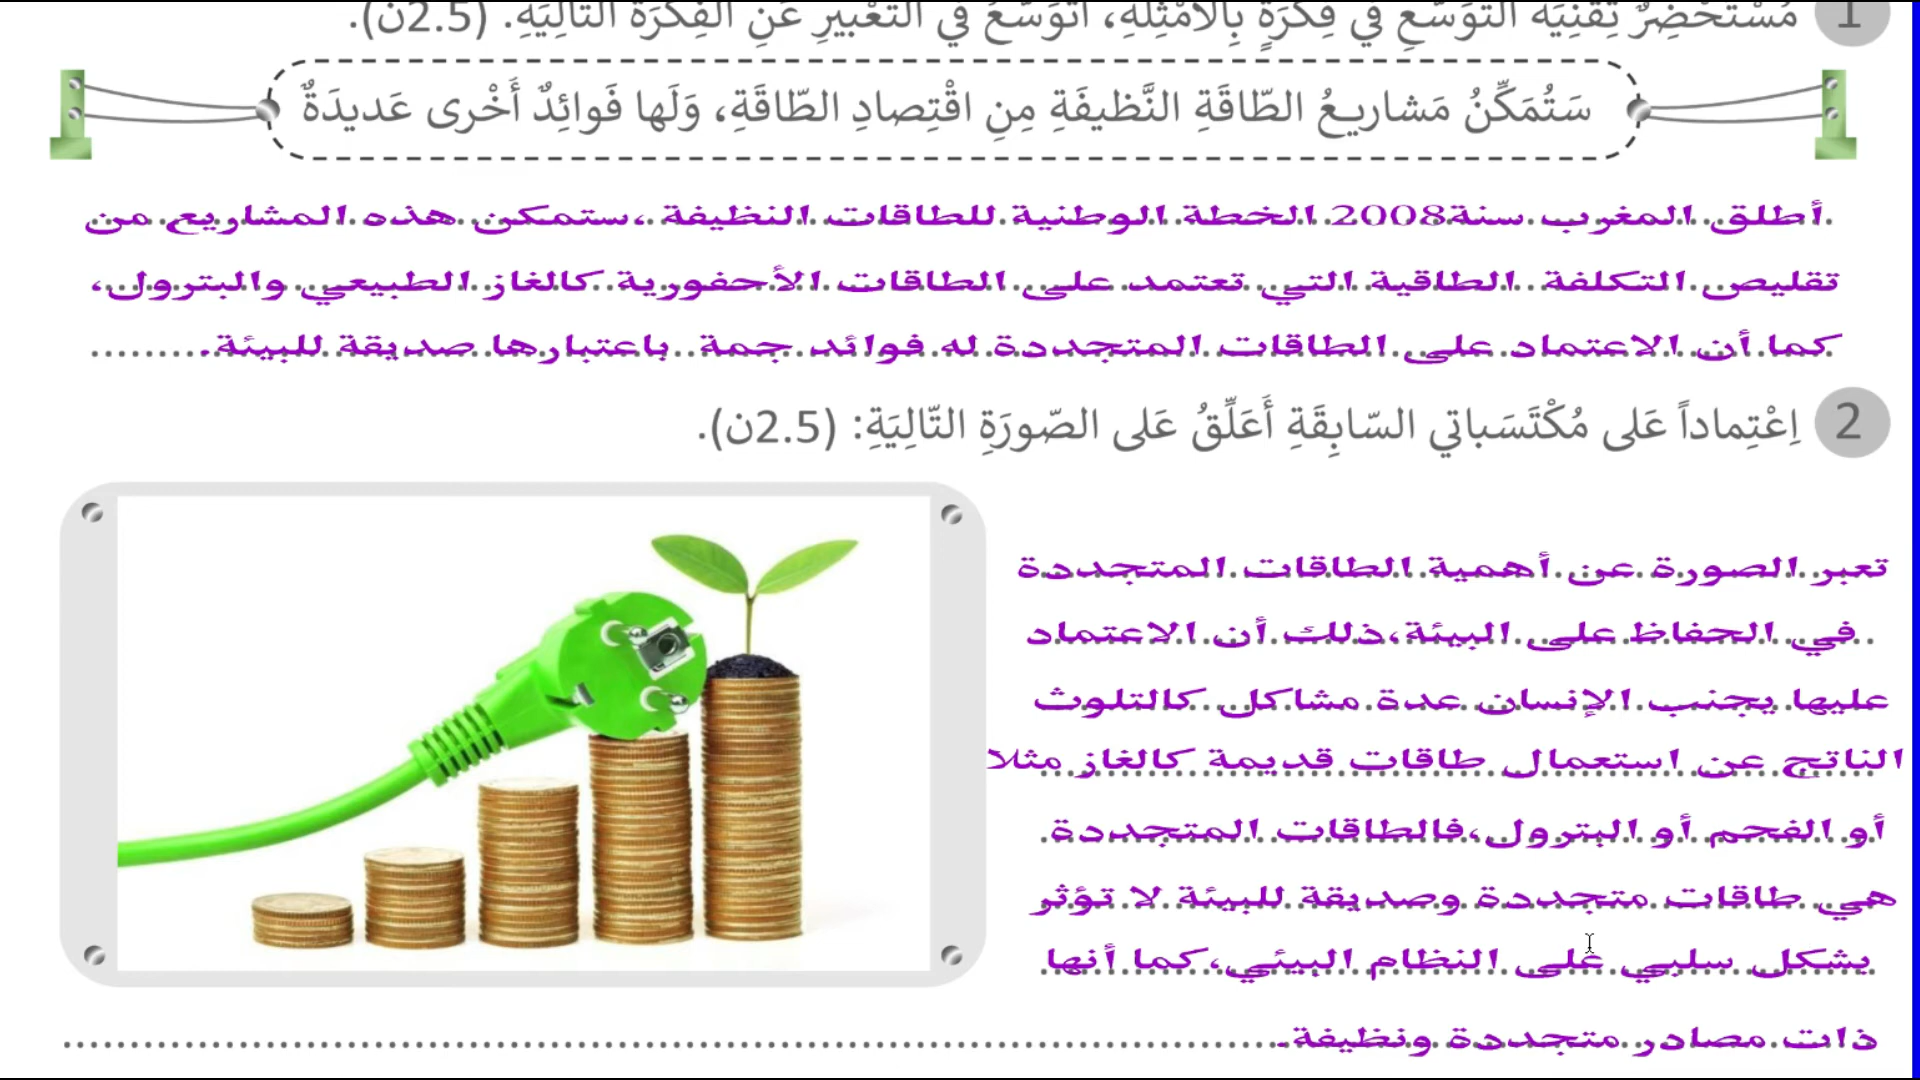 1 مُسْتَحْضِرٌ تِقْنِيَةَ التَّوَسُّعِ في فِكْرَةٍ بِالأَمْثِلَةِ، أَتَوَسَّعُ في التَّعْبيرِ عَنِ الفِكْرَةِ التّالِيَةِ. (2.5ن).
سَتُمَكِّنُ مَشاريعُ الطّاقَةِ النَّظيفَةِ مِنِ اقْتِصادِ الطّاقَةِ، وَلَها فَوائِدٌ أَخْرى عَديدَةٌ
أطلق المغرب سنة2008 الخطة الوطنية للطاقات النظيفة ،ستمكن هذه المشاريع من
تقليص التكلفة الطاقية التي تعتمد على الطاقات الأحفورية كالغاز الطبيعي والبترول،
كما أن الاعتماد على الطاقات المتجددة له فوائد جمة باعتبارها صديقة للبيئة.
2 اِعْتِماداً عَلى مُكْتَسَباتي السّابِقَةِ أَعَلِّقُ عَلى الصّورَةِ التّالِيَةِ: (2.5ن).
تعبر الصورة عن أهمية الطاقات المتجددة
في الحفاظ على البيئة،ذلك أن الاعتماد
عليها يجنب الإنسان عدة مشاكل كالتلوث
الناتج عن استعمال طاقات قديمة كالغاز مثلا
أو الفحم أو البترول،فالطاقات المتجددة
هي طاقات متجددة وصديقة للبيئة لا تؤثر
بشكل سلبي على النظام البيئي،كما أنها
ذات مصادر متجددة ونظيفة.